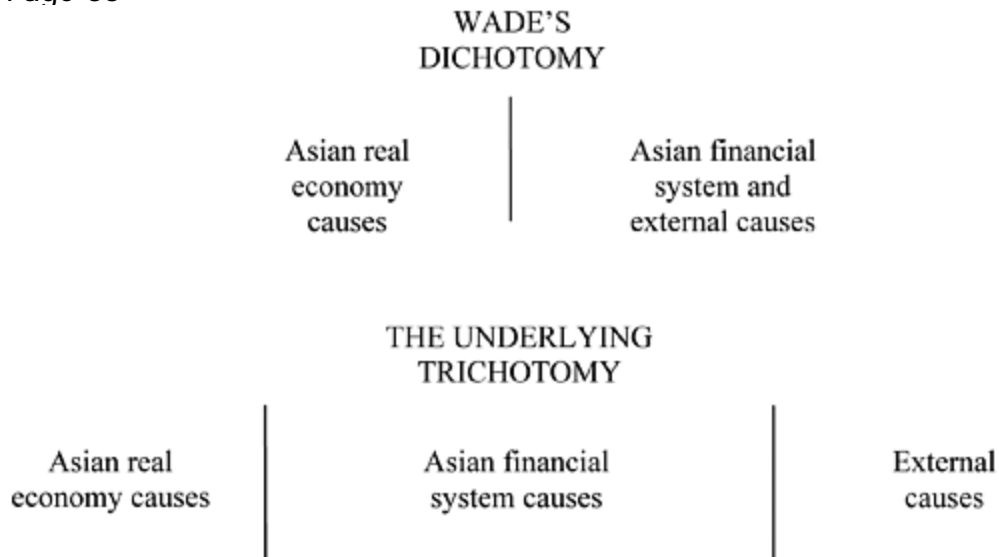 WADE'S
DICHOTOMY
Asian real
economy
causes
Asian financial
system and
external causes
THE UNDERLYING
TRICHOTOMY
Asian real
economy causes
Asian financial
system causes
External
causes